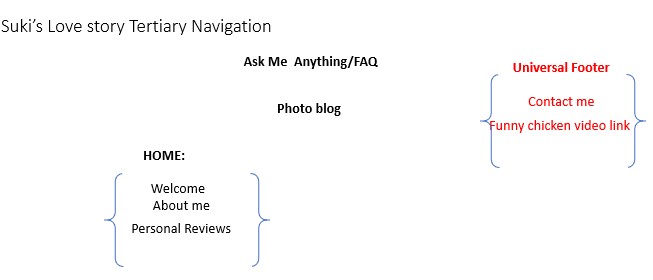 Suki’s Love story Tertiary Navigation
Ask Me  Anything/FAQ
Universal Footer
Contact me
Funny chicken video link
Photo blog
HOME:
Welcome
About me
Personal Reviews